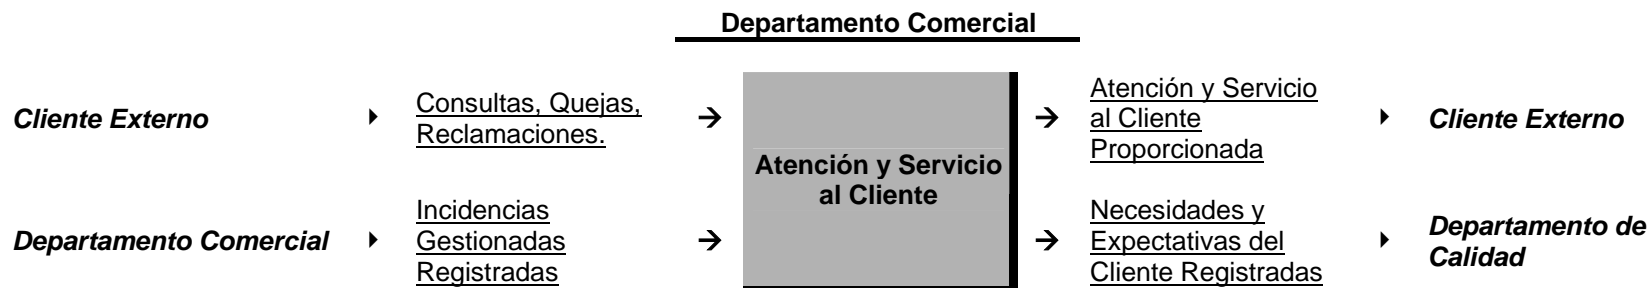 Departamento Comercial
Cliente Externo
Consultas, Quejas,
Reclamaciones.
Atención y Servicio
al Cliente
Proporcionada
Cliente Externo
Atención y Servicio
al Cliente
Departamento Comercial
Incidencias
Gestionadas
Registradas
Necesidades y
Expectativas del
Cliente Registradas
Departamento de
Calidad